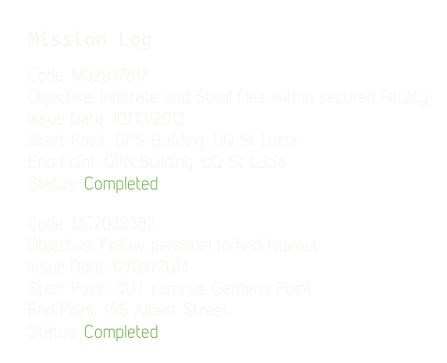 Mission Log
Code: MD2937817
Objective: Infiltrate and Steal files within secured Facility
Issue Date: 10/10/2012
Start Point: GPS Building, UQ St Lucia
End Point: GPN Building, UQ St Lucia
Status: Completed
Code: MC2039382
Objective: Follow personel to find hideout
Issue Date: 12/03/2013
Start Point: QUT campus Gardens Point
End Point: 196 Albert Street
Status: Completed